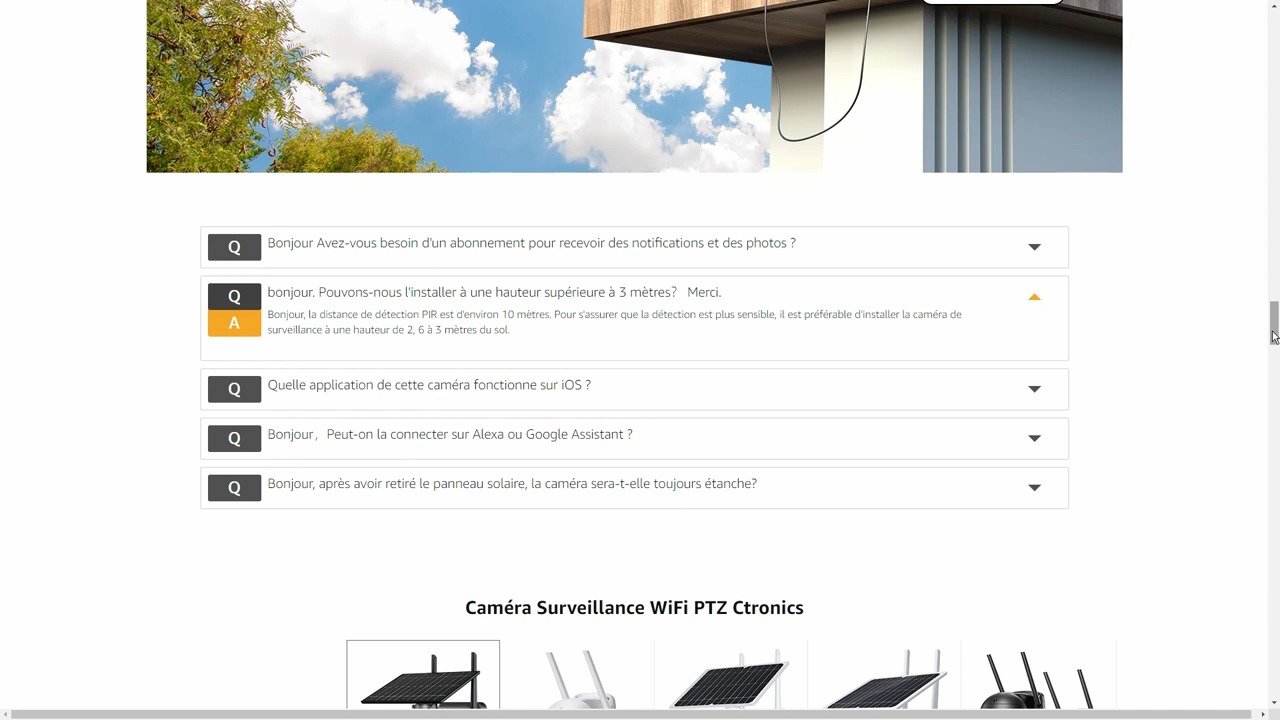 Q Bonjour Avez-vous besoin d'un abonnement pour recevoir des notifications et des photos ?
Q bonjour. Pouvons-nous l'installer à une hauteur supérieure à 3 mètres? Merci.
A Bonjour, la distance de détection PIR est d'environ 10 mètres. Pour s'assurer que la détection est plus sensible, il est préférable d'installer la caméra de
surveillance à une hauteur de 2, 6 à 3 mètres du sol.
Q Quelle application de cette caméra fonctionne sur iOS ?
Q Bonjour，Peut-on la connecter sur Alexa ou Google Assistant ?
Q Bonjour, après avoir retiré le panneau solaire, la caméra sera-t-elle toujours étanche?
Caméra Surveillance WiFi PTZ Ctronics